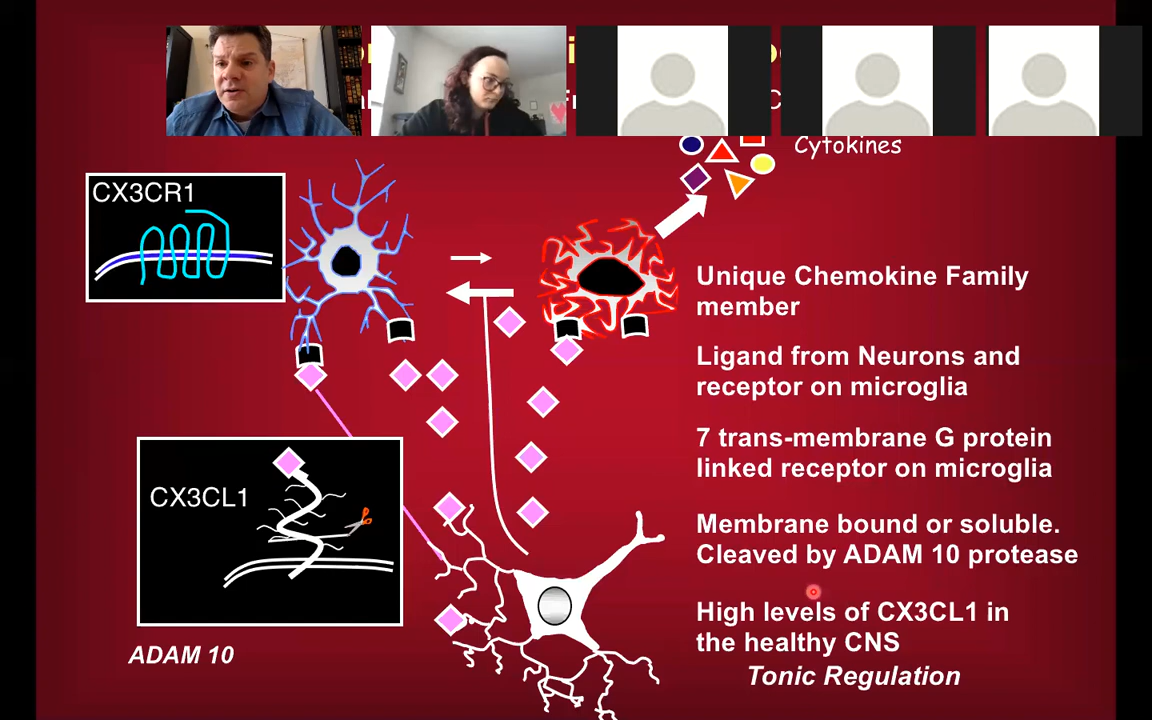 Cytokines
CX3CR1
Unique Chemokine Family
member
Ligand from Neurons and
receptor on microglia
7 trans-membrane G protein
linked receptor on microglia
CX3CL1
Membrane bound or soluble.
Cleaved by ADAM 10 protease
High levels of CX3CL1 in
the healthy CNS
ADAM 10
Tonic Regulation